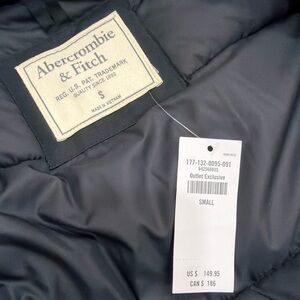 Abercrombie
& Fitch
REG. U.S. PAT. TRADEMARK
QUALITY SINCE 1892
S
MADE IN VIETNAM
177-132-0095-091
Outlet Exclusive
SMALL
US $ 149.95
CAN $ 186